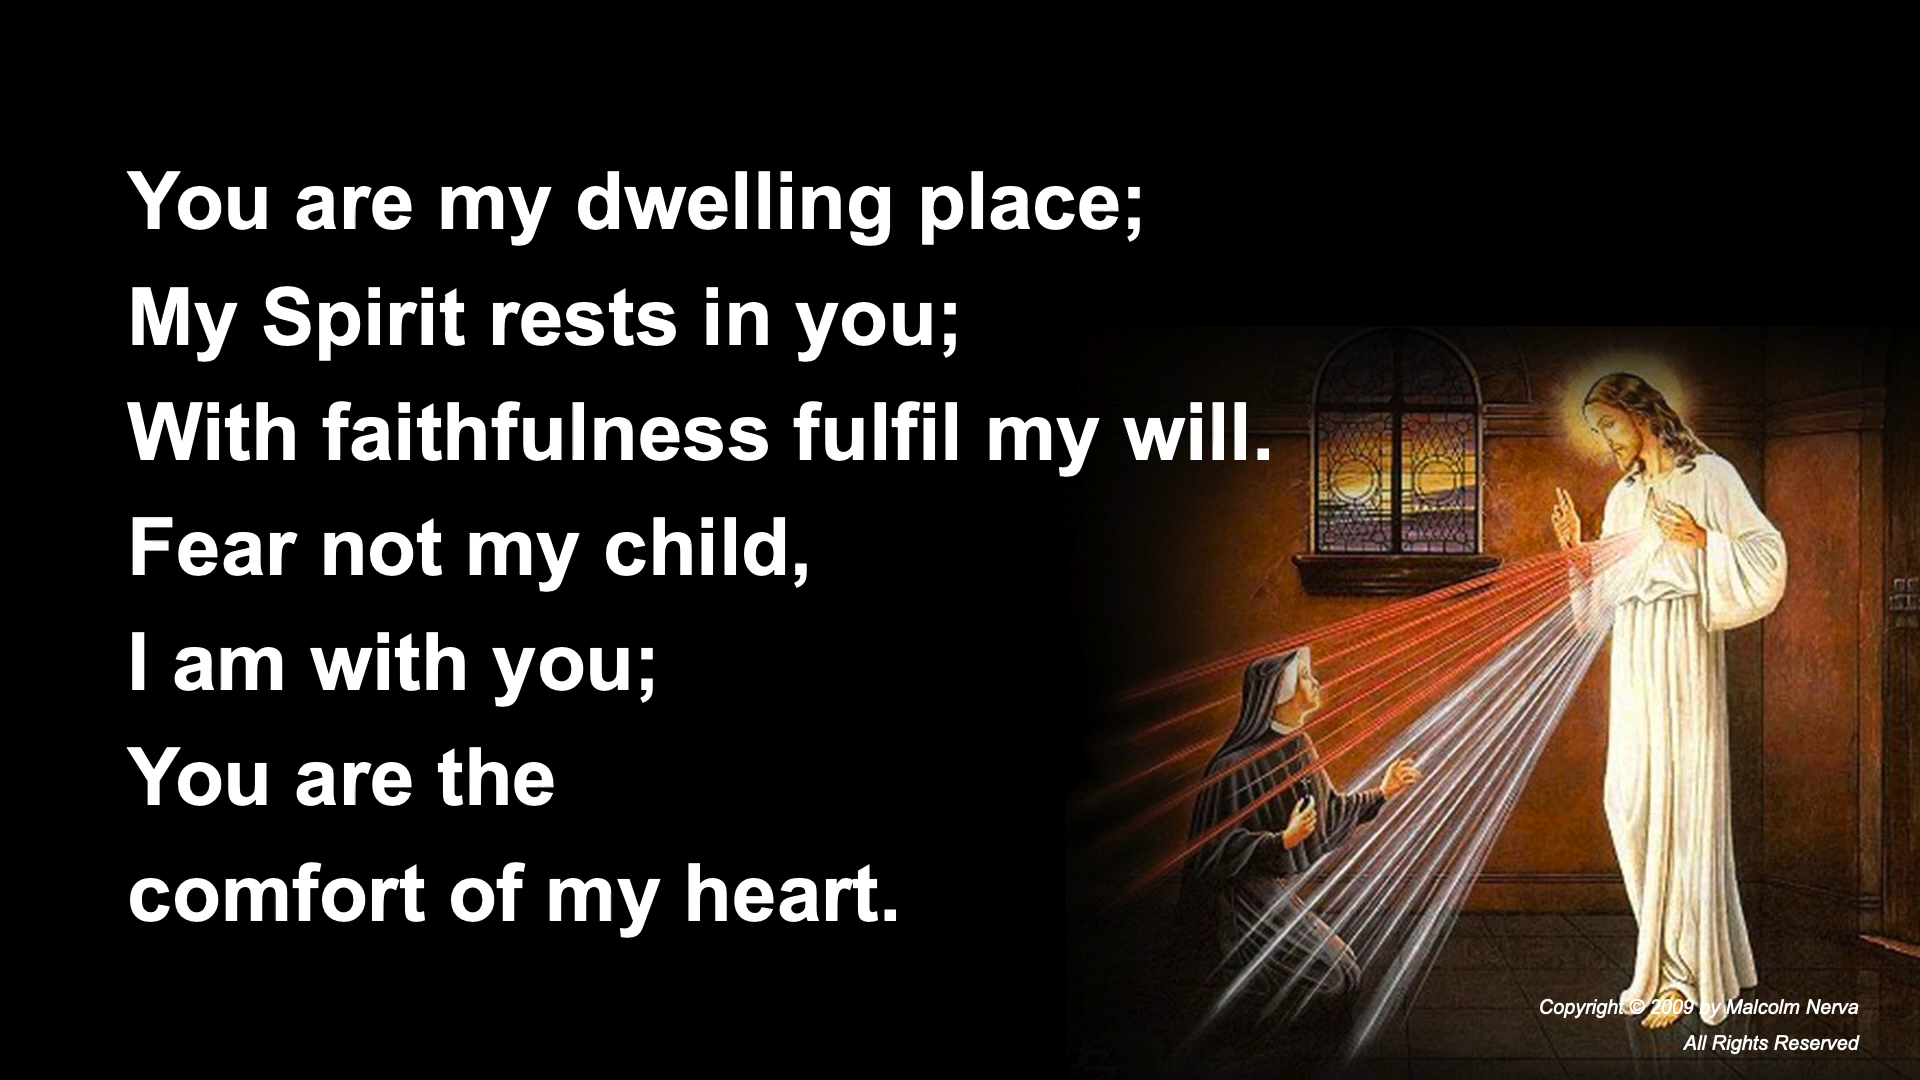 You are my dwelling place;
My Spirit rests in you;
With faithfulness fulfil my will.
Fear not my child,
I am with you;
You are the
comfort of my heart.
Copyright © 2009 by Malcolm Nerva
All Rights Reserved